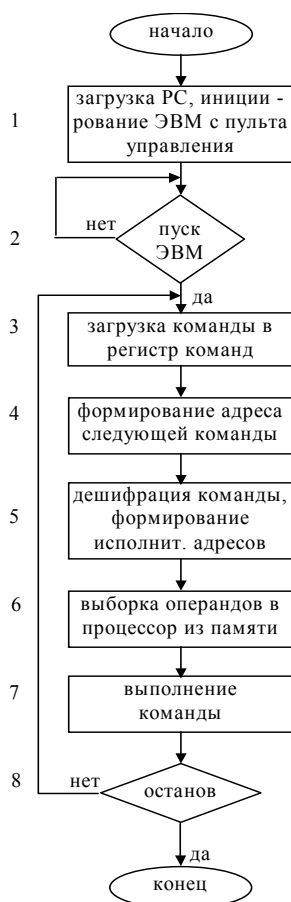 начало
1
загрузка РС, иници -
рование ЭВМ с пульта
управления
2
нет
пуск
ЭВМ
да
3
загрузка команды в
регистр команд
4
формирование адреса
следующей команды
5
дешифрация команды,
формирование
исполнит. адресов
6
выборка операндов в
процессор из памяти
7
выполнение
команды
8
нет
останов
да
конец